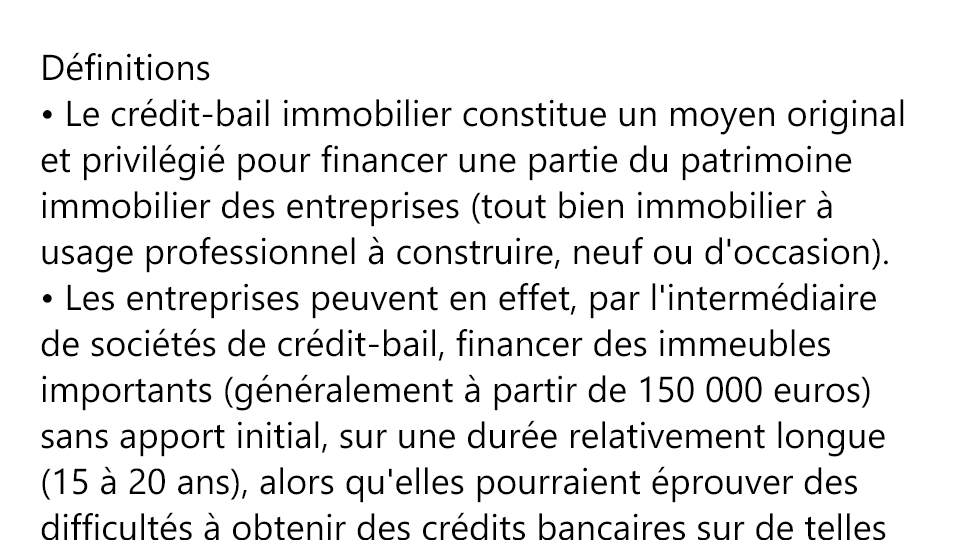 Définitions
• Le crédit-bail immobilier constitue un moyen original
et privilégié pour financer une partie du patrimoine
immobilier des entreprises (tout bien immobilier à
usage professionnel à construire, neuf ou d'occasion).
• Les entreprises peuvent en effet, par l'intermédiaire
de sociétés de crédit-bail, financer des immeubles
importants (généralement à partir de 150 000 euros)
sans apport initial, sur une durée relativement longue
(15 à 20 ans), alors qu'elles pourraient éprouver des
difficultés à obtenir des crédits bancaires sur de telles